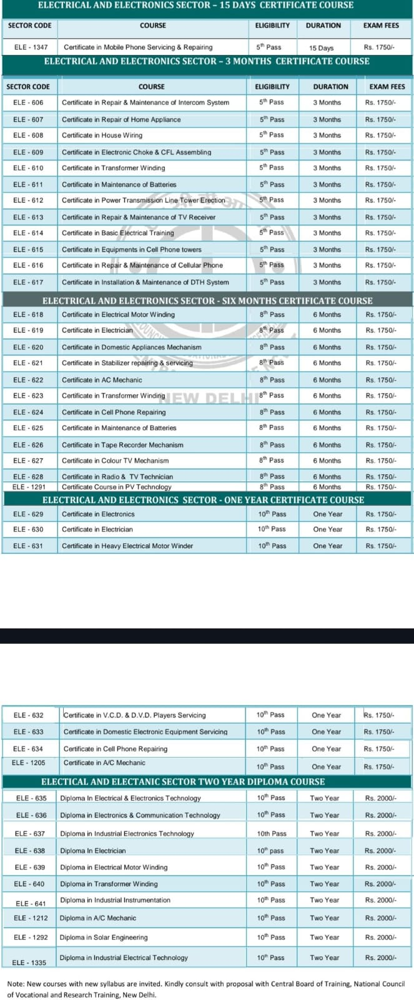 ELECTRICAL AND ELECTRONICS SECTOR – 15 DAYS CERTIFICATE COURSE
SECTOR CODE COURSE ELIGIBILITY DURATION EXAM FEES
ELE - 1347 Certificate in Mobile Phone Servicing & Repairing 5th Pass 15 Days Rs. 1750/-
ELECTRICAL AND ELECTRONICS SECTOR – 3 MONTHS CERTIFICATE COURSE
SECTOR CODE COURSE ELIGIBILITY DURATION EXAM FEES
ELE - 606 Certificate in Repair & Maintenance of Intercom System 5th Pass 3 Months Rs. 1750/-
ELE - 607 Certificate in Repair of Home Appliance 5th Pass 3 Months Rs. 1750/-
ELE - 608 Certificate in House Wiring 5th Pass 3 Months Rs. 1750/-
ELE - 609 Certificate in Electronic Choke & CFL Assembling 5th Pass 3 Months Rs. 1750/-
ELE - 610 Certificate in Transformer Winding 5th Pass 3 Months Rs. 1750/-
ELE - 611 Certificate in Maintenance of Batteries 5th Pass 3 Months Rs. 1750/-
ELE - 612 Certificate in Power Transmission Line Tower Erection 5th Pass 3 Months Rs. 1750/-
ELE - 613 Certificate in Repair & Maintenance of TV Receiver 5th Pass 3 Months Rs. 1750/-
ELE - 614 Certificate in Basic Electrical Training 5th Pass 3 Months Rs. 1750/-
ELE - 615 Certificate in Equipments in Cell Phone towers 5th Pass 3 Months Rs. 1750/-
ELE - 616 Certificate in Repair & Maintenance of Cellular Phone 5th Pass 3 Months Rs. 1750/-
ELE - 617 Certificate in Installation & Maintenance of DTH System 5th Pass 3 Months Rs. 1750/-
ELECTRICAL AND ELECTRONICS SECTOR - SIX MONTHS CERTIFICATE COURSE
ELE - 618 Certificate in Electrical Motor Winding 8th Pass 6 Months Rs. 1750/-
ELE - 619 Certificate in Electrician 8th Pass 6 Months Rs. 1750/-
ELE - 620 Certificate in Domestic Appliances Mechanism 8th Pass 6 Months Rs. 1750/-
ELE - 621 Certificate in Stabilizer repairing & servicing 8th Pass 6 Months Rs. 1750/-
ELE - 622 Certificate in AC Mechanic 8th Pass 6 Months Rs. 1750/-
ELE - 623 Certificate in Transformer Winding 8th Pass 6 Months Rs. 1750/-
NEW DELHI
ELE - 624 Certificate in Cell Phone Repairing 8th Pass 6 Months Rs. 1750/-
ELE - 625 Certificate in Maintenance of Batteries 8th Pass 6 Months Rs. 1750/-
ELE - 626 Certificate in Tape Recorder Mechanism 8th Pass 6 Months Rs. 1750/-
ELE - 627 Certificate in Colour TV Mechanism 8th Pass 6 Months Rs. 1750/-
ELE - 628 Certificate in Radio & TV Technician 8th Pass 6 Months Rs. 1750/-
ELE - 1291 Certificate Course in PV Technology 8th Pass 6 Months Rs. 1750/-
ELECTRICAL AND ELECTRONICS SECTOR - ONE YEAR CERTIFICATE COURSE
ELE - 629 Certificate in Electronics 10th Pass One Year Rs. 1750/-
ELE - 630 Certificate in Electrician 10th Pass One Year Rs. 1750/-
ELE - 631 Certificate in Heavy Electrical Motor Winder 10th Pass One Year Rs. 1750/-
ELE - 632 Certificate in V.C.D. & D.V.D. Players Servicing 10th Pass One Year Rs. 1750/-
ELE - 633 Certificate in Domestic Electronic Equipment Servicing 10th Pass One Year Rs. 1750/-
ELE - 634 Certificate in Cell Phone Repairing 10th Pass One Year Rs. 1750/-
ELE - 1205 Certificate in A/C Mechanic 10th Pass One Year Rs. 1750/-
ELECTICAL AND ELECTANIC SECTOR TWO YEAR DIPLOMA COURSE
ELE - 635 Diploma In Electrical & Electronics Technology 10th Pass Two Year Rs. 2000/-
ELE - 636 Diploma in Electronics & Communication Technology 10th Pass Two Year Rs. 2000/-
ELE - 637 Diploma in Industrial Electronics Technology 10th Pass Two Year Rs. 2000/-
ELE - 638 Diploma In Electrician 10th pass Two Year Rs. 2000/-
ELE - 639 Diploma in Electrical Motor Winding 10th Pass Two Year Rs. 2000/-
ELE - 640 Diploma in Transformer Winding 10th Pass Two Year Rs. 2000/-
ELE - 641 Diploma in Industrial Instrumentation 10th Pass Two Year Rs. 2000/-
ELE - 1212 Diploma in A/C Mechanic 10th Pass Two Year Rs. 2000/-
ELE - 1292 Diploma in Solar Engineering 10th Pass Two Year Rs. 2000/-
ELE - 1335 Diploma in Industrial Electrical Technology 10th Pass Two Year Rs. 2000/-
Note: New courses with new syllabus are invited. Kindly consult with proposal with Central Board of Training, National Council
of Vocational and Research Training, New Delhi.